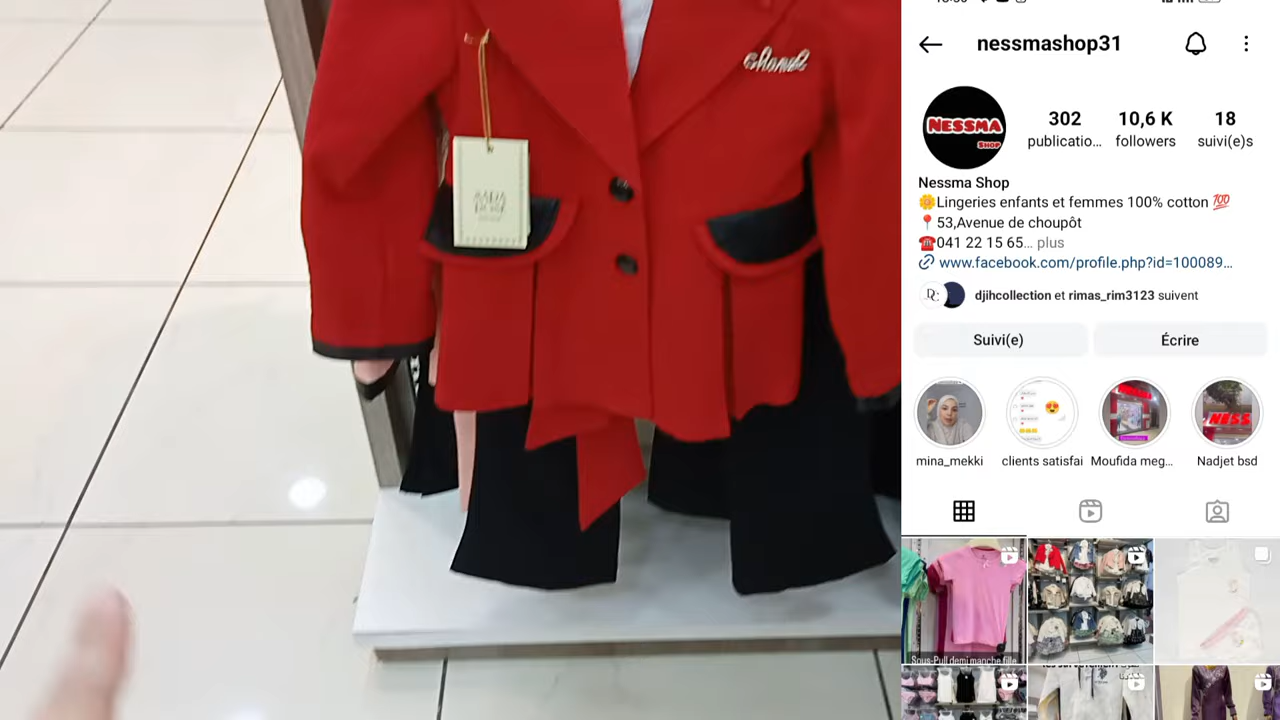 Chanel
nessmashop31
NESSMA
SHOP
302
10,6 K
18
publicatio...
followers
suivi(e)s
Nessma Shop
🌼Lingeries enfants et femmes 100% cotton 💯
📍53,Avenue de choupôt
☎️041 22 15 65... plus
www.facebook.com/profile.php?id=100089...
djihcollection et rimas_rim3123 suivent
Suivi(e)
Écrire
NESS
mina_mekki
clients satisfai
Moufida meg...
Nadjet bsd
Sous-Pull demi manche fille